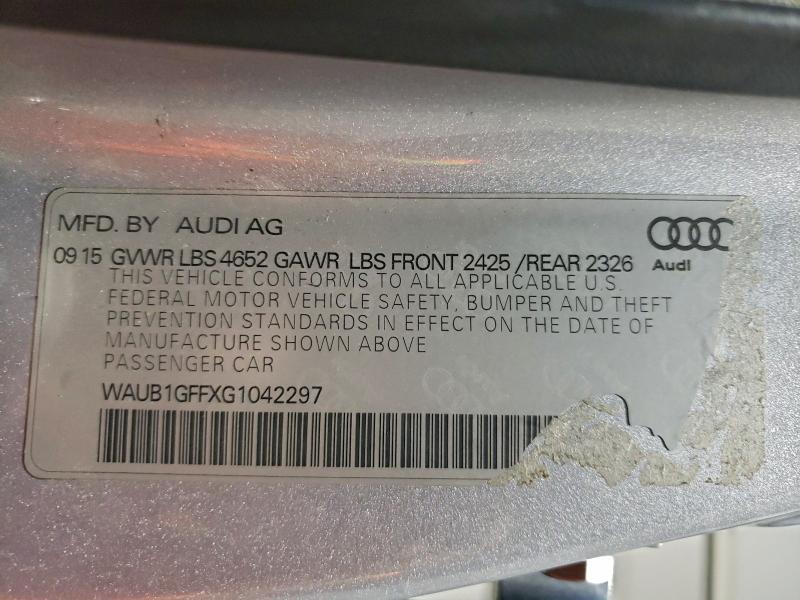 MFD. BY AUDI AG
09 15 GVWR LBS 4652 GAWR LBS FRONT 2425 /REAR 2326
Audi
THIS VEHICLE CONFORMS TO ALL APPLICABLE U.S.
FEDERAL MOTOR VEHICLE SAFETY, BUMPER AND THEFT
PREVENTION STANDARDS IN EFFECT ON THE DATE OF
MANUFACTURE SHOWN ABOVE
PASSENGER CAR
WAUB1GFFXG1042297